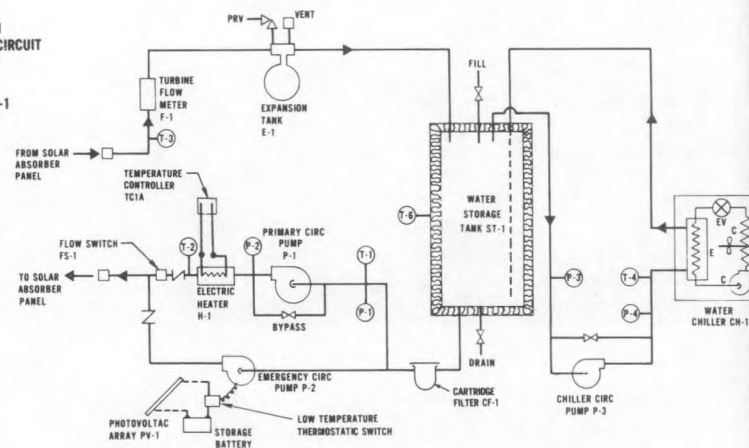 CIRCUIT
-1
PRV
VENT
TURBINE
FLOW
METER
F-1
EXPANSION
TANK
E-1
FILL
T-3
FROM SOLAR
ABSORBER
PANEL
TEMPERATURE
CONTROLLER
TC1A
WATER
STORAGE
TANK ST-1
T-6
EV
C
E
C
FLOW SWITCH
FS-1
T-2
P-2
PRIMARY CIRC
PUMP
P-1
T-1
P-3
T-4
P-4
TO SOLAR
ABSORBER
PANEL
ELECTRIC
HEATER
H-1
BYPASS
P-1
WATER
CHILLER CH-1
DRAIN
EMERGENCY CIRC
PUMP P-2
CARTRIDGE
FILTER CF-1
CHILLER CIRC
PUMP P-3
PHOTOVOLTAC
ARRAY PV-1
STORAGE
BATTERY
LOW TEMPERATURE
THERMOSTATIC SWITCH